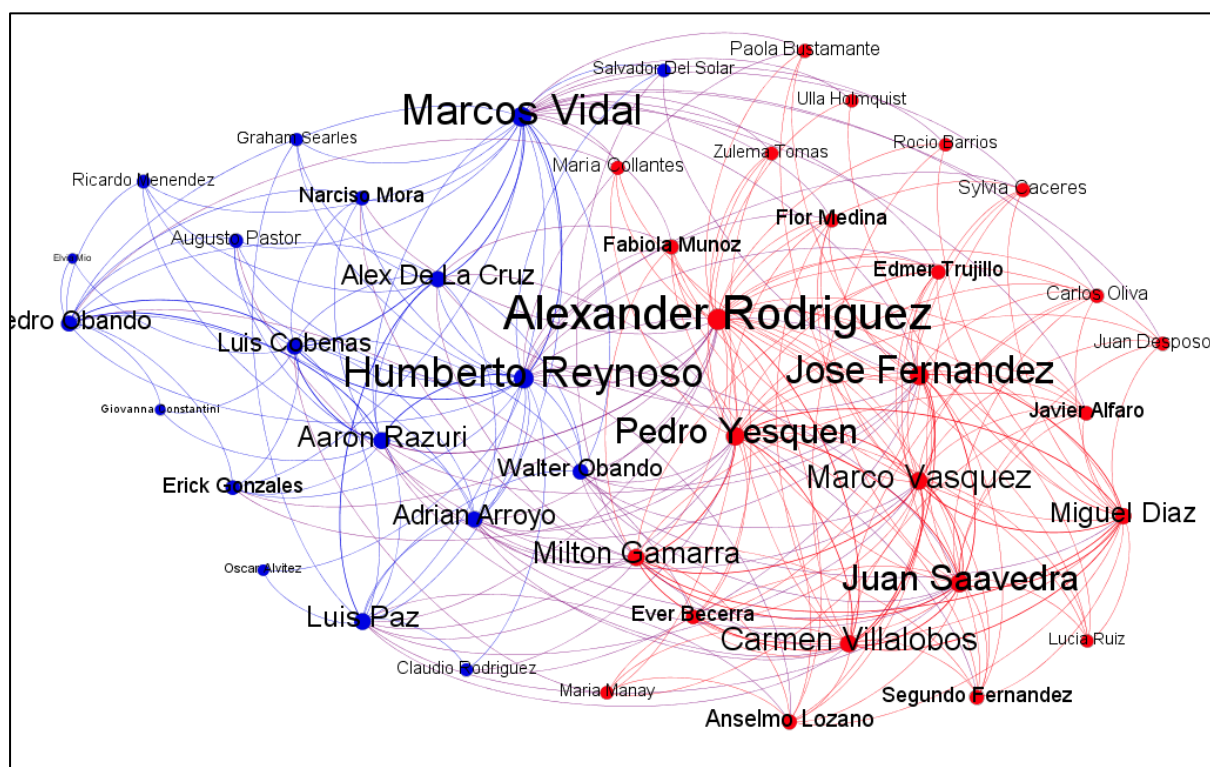 Paola Bustamante
Salvador Del Solar
Ulla Holmquist
Marcos Vidal
Graham Searles
Rocio Barrios
Zulema Tomas
Maria Collantes
Ricardo Menendez
Sylvia Caceres
Narciso Mora
Flor Medina
Augusto Pastor
Fabiola Munoz
Elvia Mio
Edmer Trujillo
Alex De La Cruz
Carlos Oliva
Alexander Rodriguez
edro Obando
Luis Cobenas
Juan Desposo
Humberto Reynoso
Jose Fernandez
Giovanna Constantini
Javier Alfaro
Pedro Yesquen
Aaron Razuri
Walter Obando
Marco Vasquez
Erick Gonzales
Adrian Arroyo
Miguel Diaz
Milton Gamarra
Oscar Alvitez
Juan Saavedra
Ever Becerra
Luis Paz
Carmen Villalobos
Lucia Ruiz
Claudio Rodriguez
Maria Manay
Segundo Fernandez
Anselmo Lozano